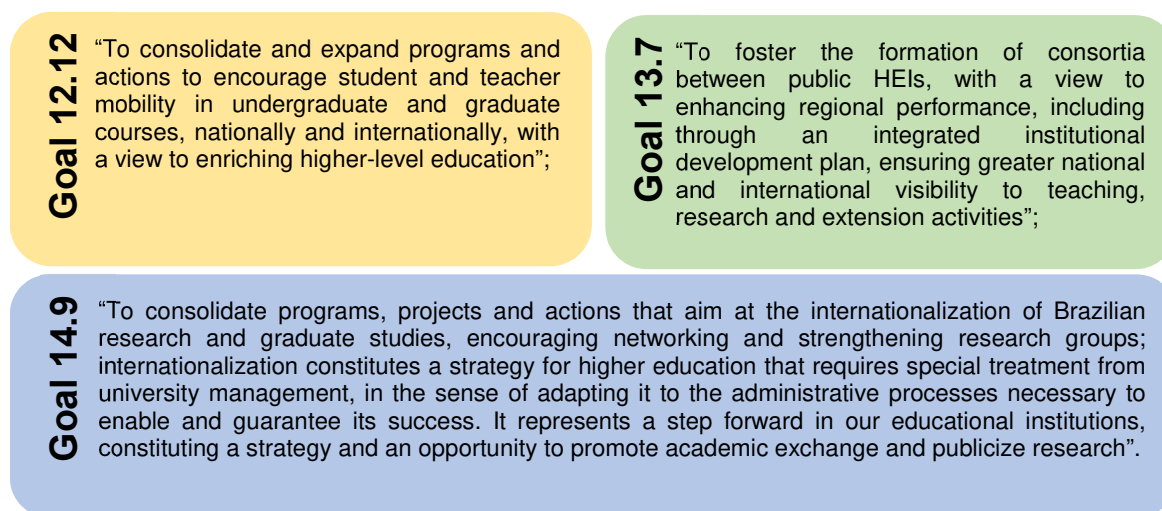 Goal 12.12
“To consolidate and expand programs and
actions to encourage student and teacher
mobility in undergraduate and graduate
courses, nationally and internationally, with
a view to enriching higher-level education”;
Goal 13.7
“To foster the formation of consortia
between public HEIs, with a view to
enhancing regional performance, including
through an integrated institutional
development plan, ensuring greater national
and international visibility to teaching,
research and extension activities”;
Goal 14.9
“To consolidate programs, projects and actions that aim at the internationalization of Brazilian
research and graduate studies, encouraging networking and strengthening research groups;
internationalization constitutes a strategy for higher education that requires special treatment from
university management, in the sense of adapting it to the administrative processes necessary to
enable and guarantee its success. It represents a step forward in our educational institutions,
constituting a strategy and an opportunity to promote academic exchange and publicize research”.